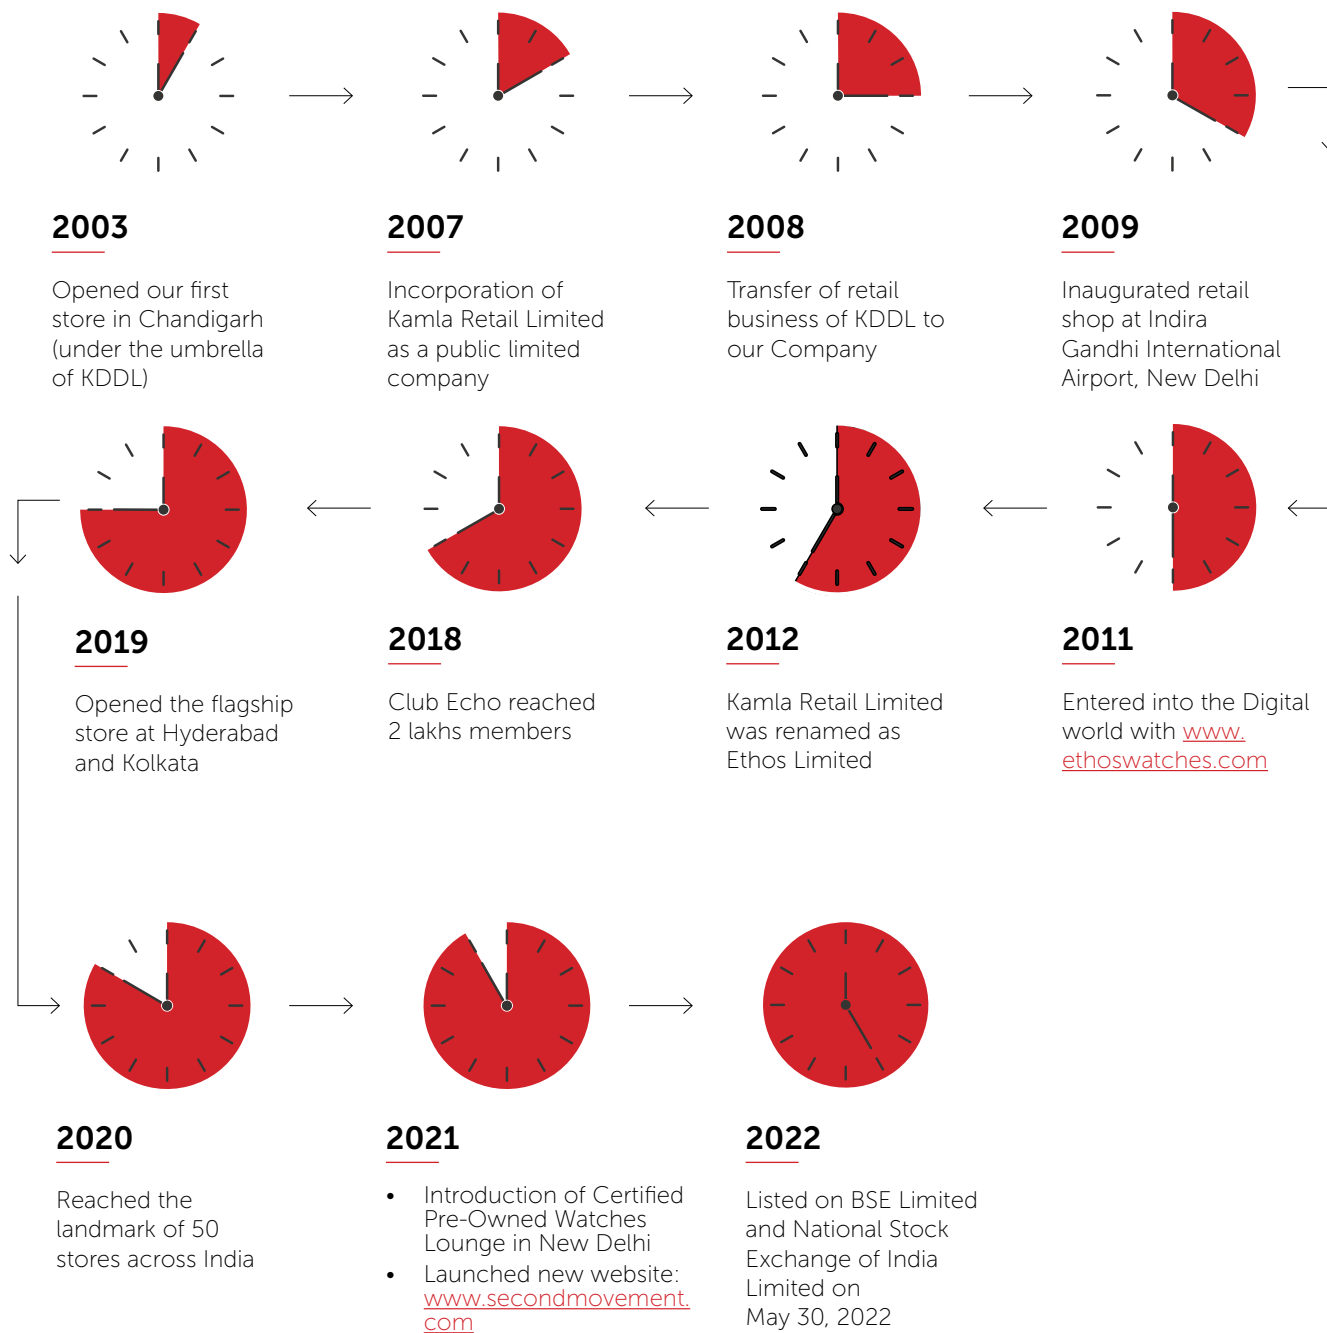 2003
Opened our first
store in Chandigarh
(under the umbrella
of KDDL)
2007
Incorporation of
Kamla Retail Limited
as a public limited
company
2008
Transfer of retail
business of KDDL to
our Company
2009
Inaugurated retail
shop at Indira
Gandhi International
Airport, New Delhi
2011
Entered into the Digital
world with www.
ethoswatches.com
2012
Kamla Retail Limited
was renamed as
Ethos Limited
2018
Club Echo reached
2 lakhs members
2019
Opened the flagship
store at Hyderabad
and Kolkata
2020
Reached the
landmark of 50
stores across India
2021
• Introduction of Certified
Pre-Owned Watches
Lounge in New Delhi
• Launched new website:
www.secondmovement.
com
2022
Listed on BSE Limited
and National Stock
Exchange of India
Limited on
May 30, 2022